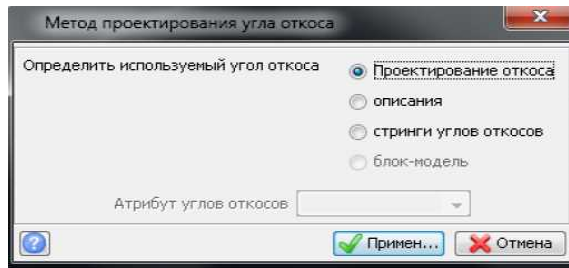 Метод проектирования угла откоса
Определить используемый угол откоса
Проектирование откоса
описания
стринги углов откосов
блок-модель
Атрибут углов откосов
Примен... Отмена